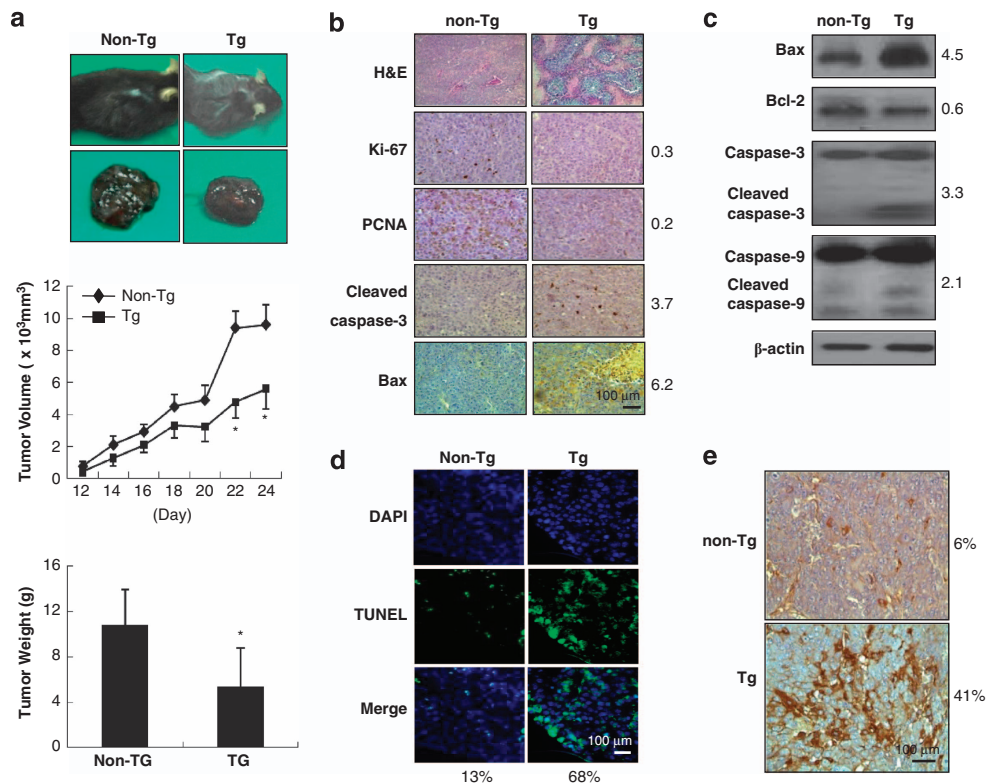 a
Non-Tg Tg
Tumor Volume ( x 10³mm³)
12
10
8
6
4
2
0
Non-Tg
Tg
*
*
12 14 16 18 20 22 24
(Day)
Tumor Weight (g)
16
12
8
4
0
*
Non-TG TG
b
non-Tg Tg
H&E
Ki-67 0.3
PCNA 0.2
Cleaved
caspase-3 3.7
Bax 6.2
100 μm
c
non-Tg Tg
Bax 4.5
Bcl-2 0.6
Caspase-3
Cleaved
caspase-3
3.3
Caspase-9
Cleaved
caspase-9
2.1
β-actin
d
Non-Tg Tg
DAPI
TUNEL
Merge
100 μm
13% 68%
e
non-Tg 6%
Tg 41%
100 μm